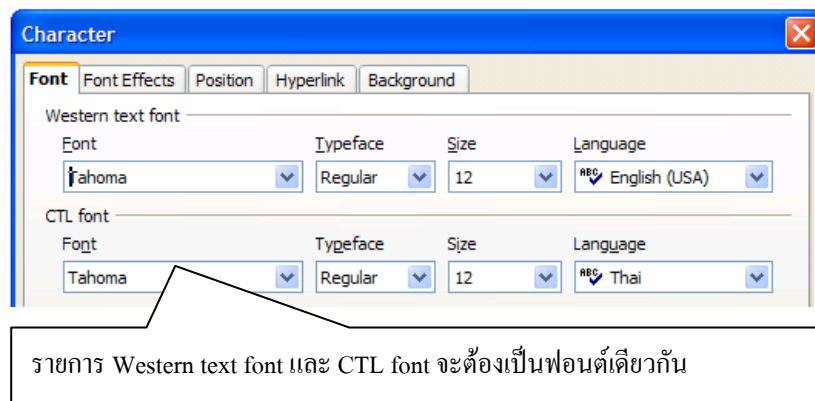 Character
Font Font Effects Position Hyperlink Background
Western text font
Font Typeface Size Language
Tahoma Regular 12 ABC English (USA)
CTL font
Font Typeface Size Language
Tahoma Regular 12 ABC Thai
รายการ Western text font และ CTL font จะต้องเป็นฟอนต์เดียวกัน